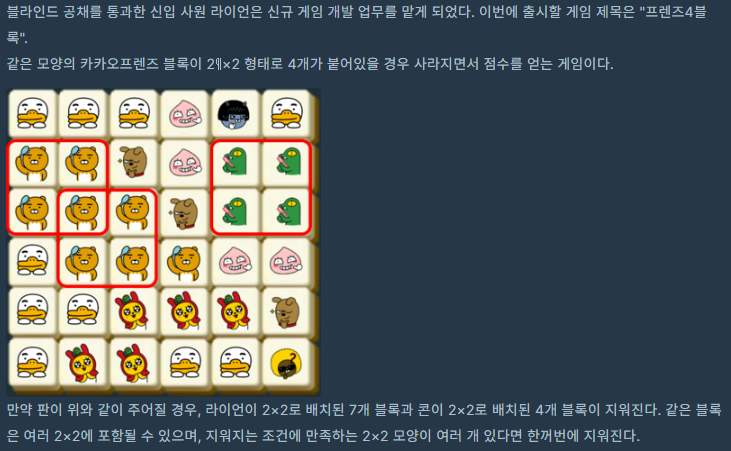 블라인드 공채를 통과한 신입 사원 라이언은 신규 게임 개발 업무를 맡게 되었다. 이번에 출시할 게임 제목은 "프렌즈4블
록".
같은 모양의 카카오프렌즈 블록이 2¶×2 형태로 4개가 붙어있을 경우 사라지면서 점수를 얻는 게임이다.
만약 판이 위와 같이 주어질 경우, 라이언이 2×2로 배치된 7개 블록과 콘이 2×2로 배치된 4개 블록이 지워진다. 같은 블록
은 여러 2×2에 포함될 수 있으며, 지워지는 조건에 만족하는 2×2 모양이 여러 개 있다면 한꺼번에 지워진다.